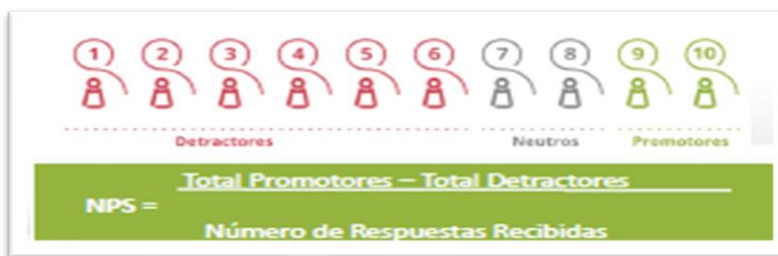 1 2 3 4 5 6 7 8 9 10
Detractores Neutros Promotores
Total Promotores – Total Detractores
NPS =
Número de Respuestas Recibidas